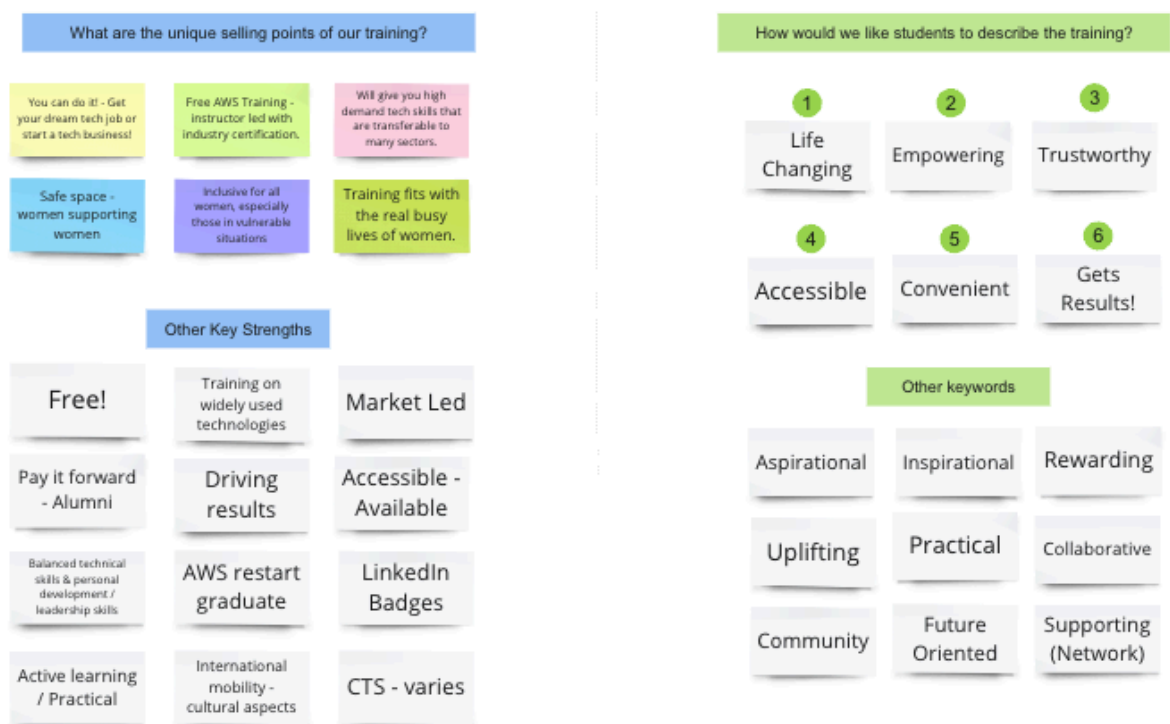 What are the unique selling points of our training?
You can do it! - Get
your dream tech job or
start a tech business!
Free AWS Training -
instructor led with
industry certification.
Will give you high
demand tech skills that
are transferable to
many sectors.
Safe space -
women supporting
women
Inclusive for all
women, especially
those in vulnerable
situations
Training fits with
the real busy
lives of women.
Other Key Strengths
Free!
Training on
widely used
technologies
Market Led
Pay it forward
- Alumni
Driving
results
Accessible -
Available
Balanced technical
skills & personal
development /
leadership skills
AWS restart
graduate
LinkedIn
Badges
Active learning
/ Practical
International
mobility -
cultural aspects
CTS - varies
How would we like students to describe the training?
1
Life
Changing
2
Empowering
3
Trustworthy
4
Accessible
5
Convenient
6
Gets
Results!
Other keywords
Aspirational
Inspirational
Rewarding
Uplifting
Practical
Collaborative
Community
Future
Oriented
Supporting
(Network)